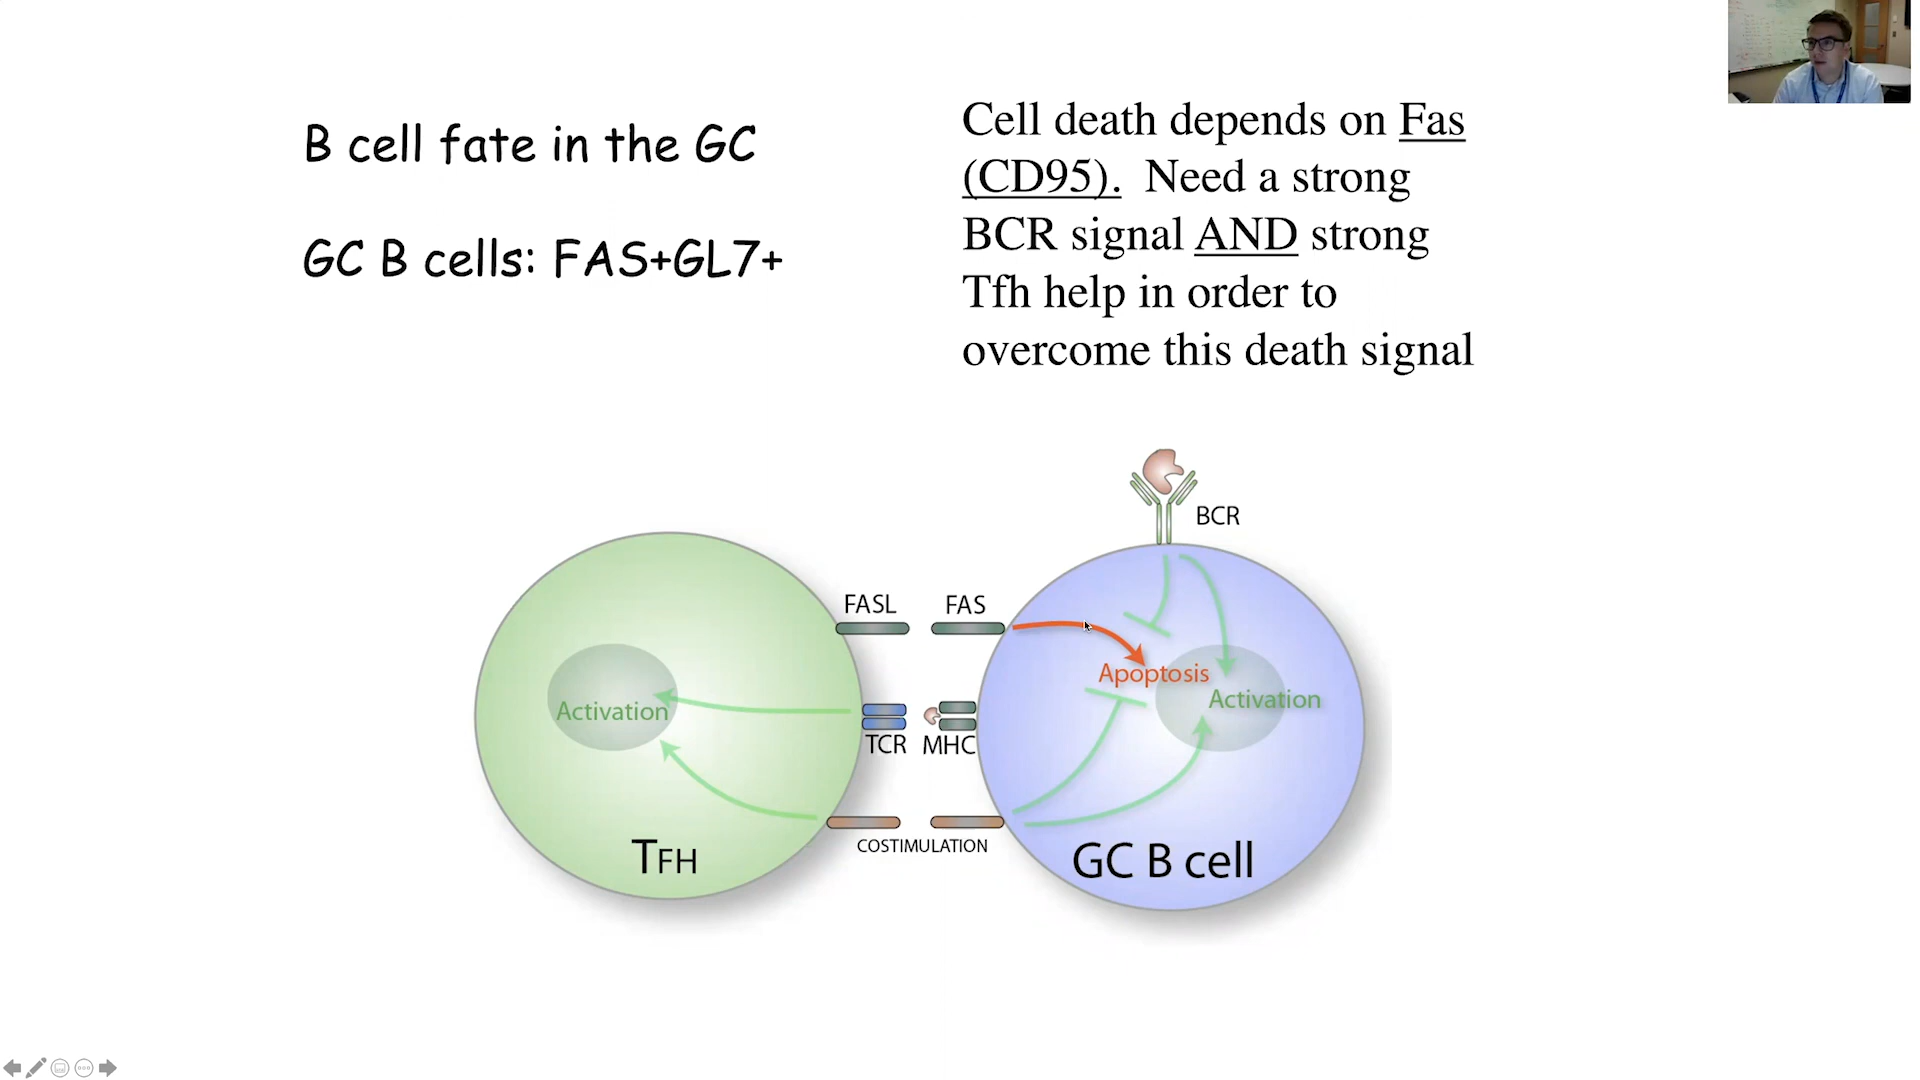 B cell fate in the GC
GC B cells: FAS+GL7+
Cell death depends on Fas
(CD95). Need a strong
BCR signal AND strong
Tfh help in order to
overcome this death signal
BCR
FASL
FAS
Apoptosis
Activation
Activation
TCR
MHC
COSTIMULATION
TFH
GC B cell